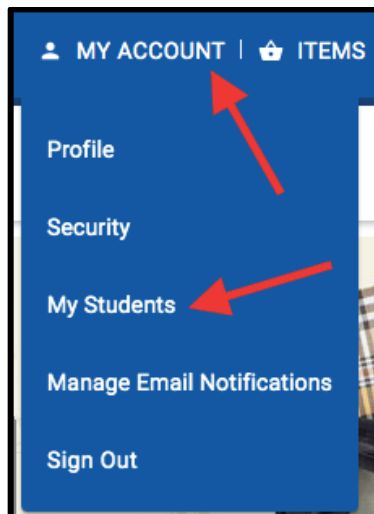 MY ACCOUNT | ITEMS
Profile
Security
My Students
Manage Email Notifications
Sign Out